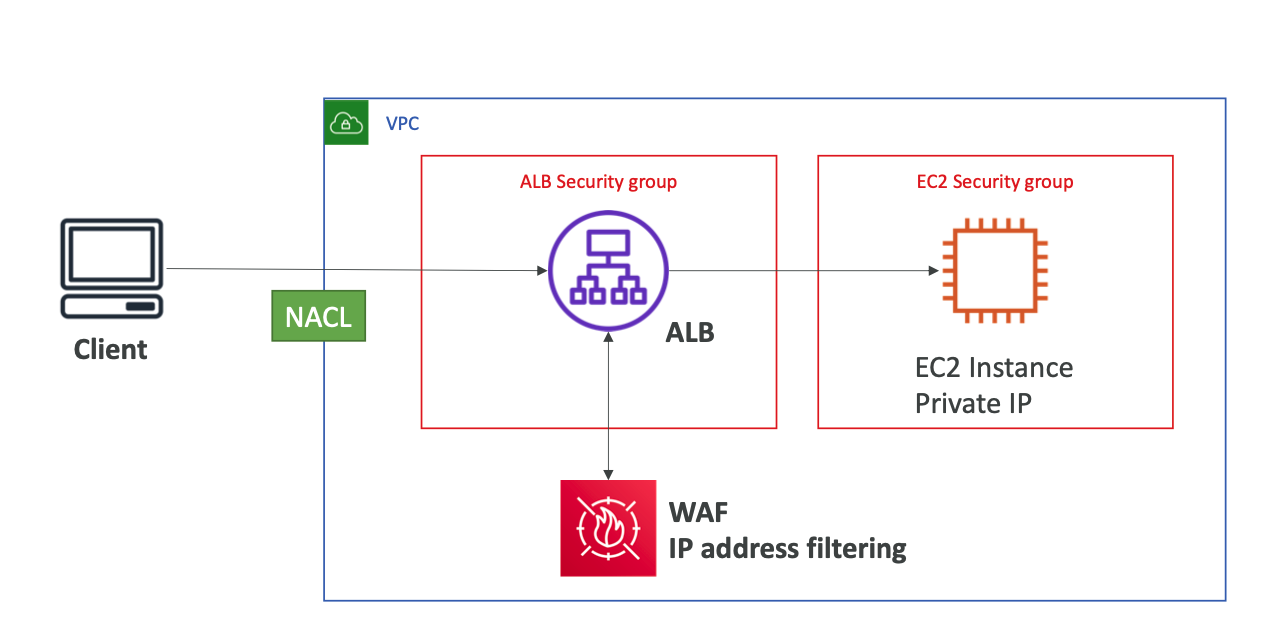 VPC
ALB Security group
EC2 Security group
NACL
Client
ALB
EC2 Instance
Private IP
WAF
IP address filtering